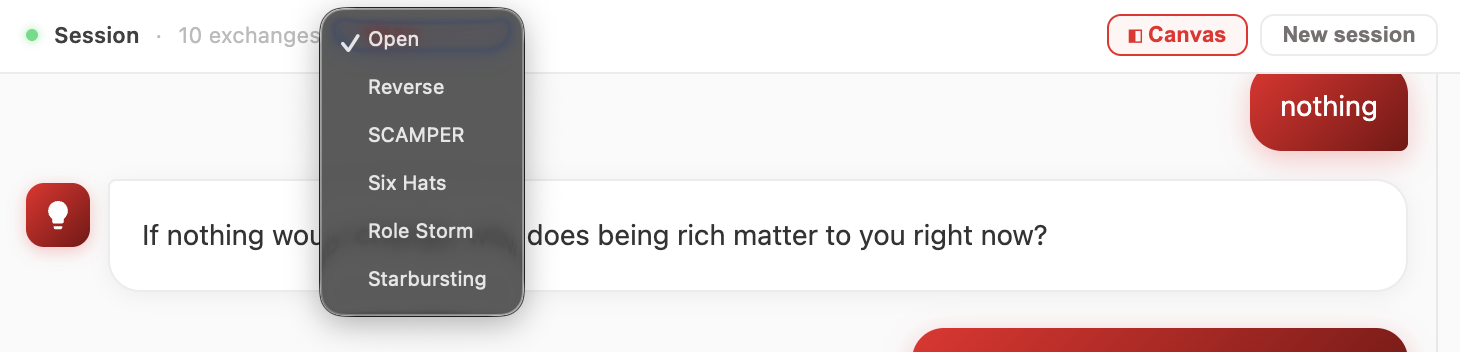 Session · 10 exchanges
Open
Reverse
SCAMPER
Six Hats
Role Storm
Starbursting
Canvas
New session
nothing
If nothing does being rich matter to you right now?